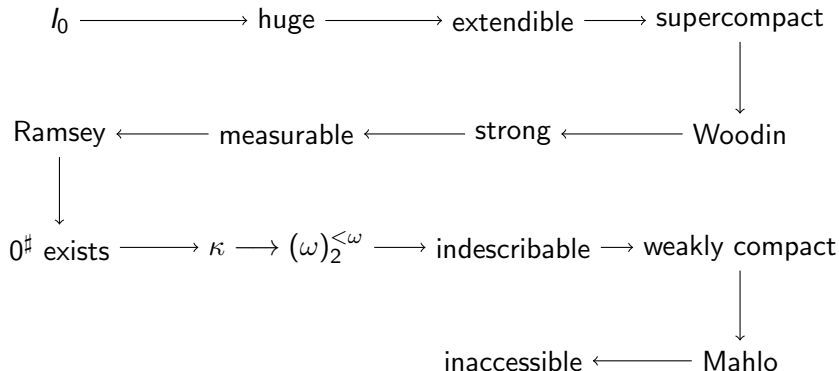 I₀ huge extendible supercompact
Ramsey measurable strong Woodin
0♯ exists κ ⟶ (ω)₂^{<ω} indescribable weakly compact
inaccessible Mahlo